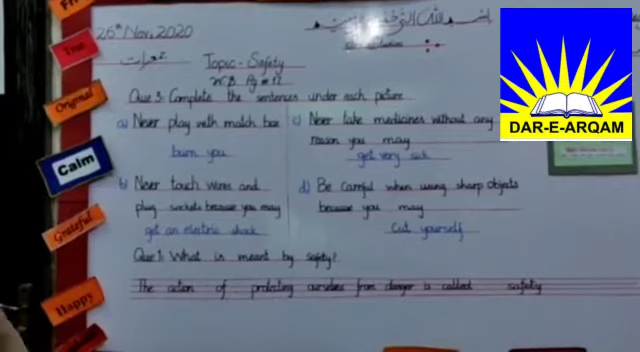 26th Nov, 2020
جمعرات
Topic - Safety
W.B Pg # 12
Que 3: Complete the sentences under each picture
a) Never play with match box
burn you
c) Never take medicines without any
reason you may
get very sick
b) Never touch wires and
plug sockets because you may
get an electric shock
d) Be careful when using sharp objects
because you may
Cut yourself
Que 1: What is meant by safety?
The action of protecting ourselves from danger is called safety
True
Original
Calm
Grateful
Happy
DAR-E-ARQAM